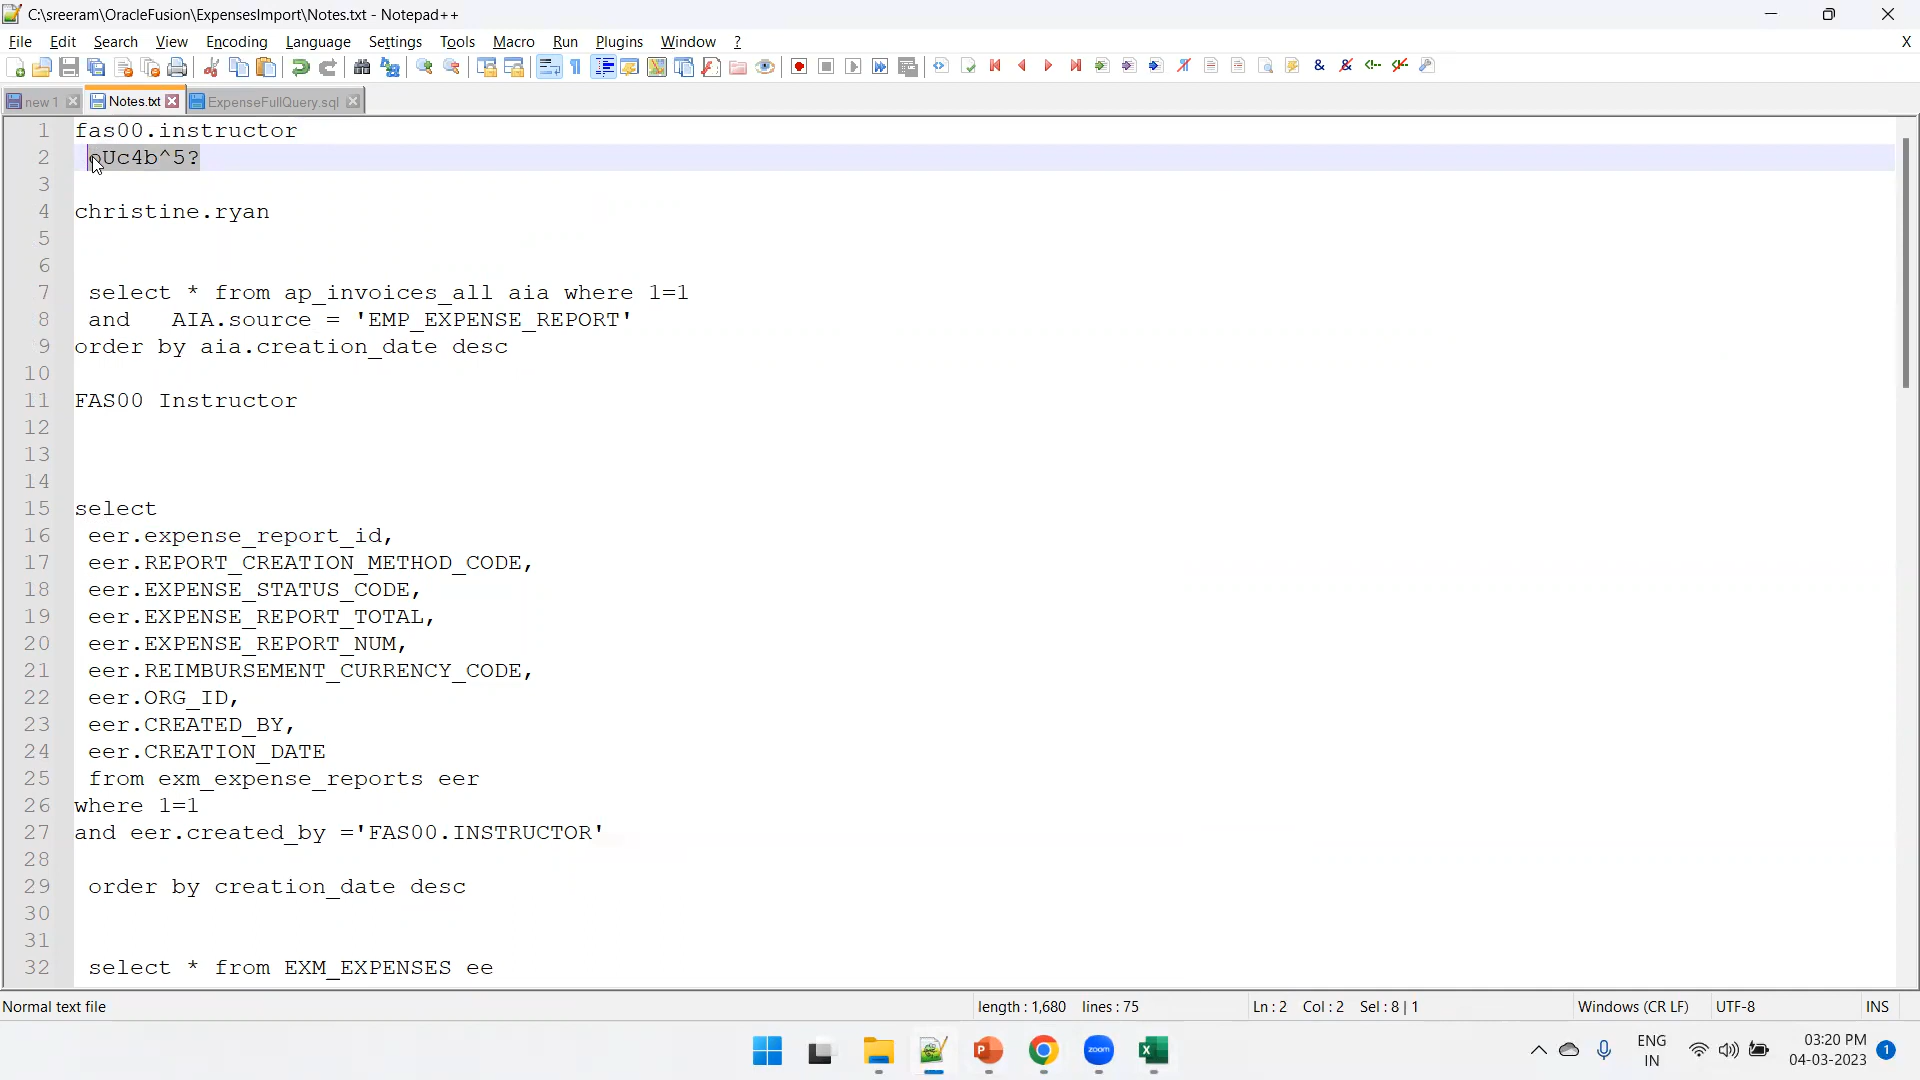 C:\sreeram\OracleFusion\ExpensesImport\Notes.txt - Notepad++
File Edit Search View Encoding Language Settings Tools Macro Run Plugins Window ? X
new 1 Notes.txt ExpenseFullQuery.sql
1 fas00.instructor
2 Uc4b^5?
3
4 christine.ryan
5
6
7 select * from ap_invoices_all aia where 1=1
8 and AIA.source = 'EMP_EXPENSE_REPORT'
9 order by aia.creation_date desc
10
11 FAS00 Instructor
12
13
14
15 select
16 eer.expense_report_id,
17 eer.REPORT_CREATION_METHOD_CODE,
18 eer.EXPENSE_STATUS_CODE,
19 eer.EXPENSE_REPORT_TOTAL,
20 eer.EXPENSE_REPORT_NUM,
21 eer.REIMBURSEMENT_CURRENCY_CODE,
22 eer.ORG_ID,
23 eer.CREATED_BY,
24 eer.CREATION_DATE
25 from exm_expense_reports eer
26 where 1=1
27 and eer.created_by ='FAS00.INSTRUCTOR'
28
29 order by creation_date desc
30
31
32 select * from EXM_EXPENSES ee
Normal text file length : 1,680 lines : 75 Ln : 2 Col : 2 Sel : 8 | 1 Windows (CR LF) UTF-8 INS
zoom
ENG
IN
03:20 PM
04-03-2023
1